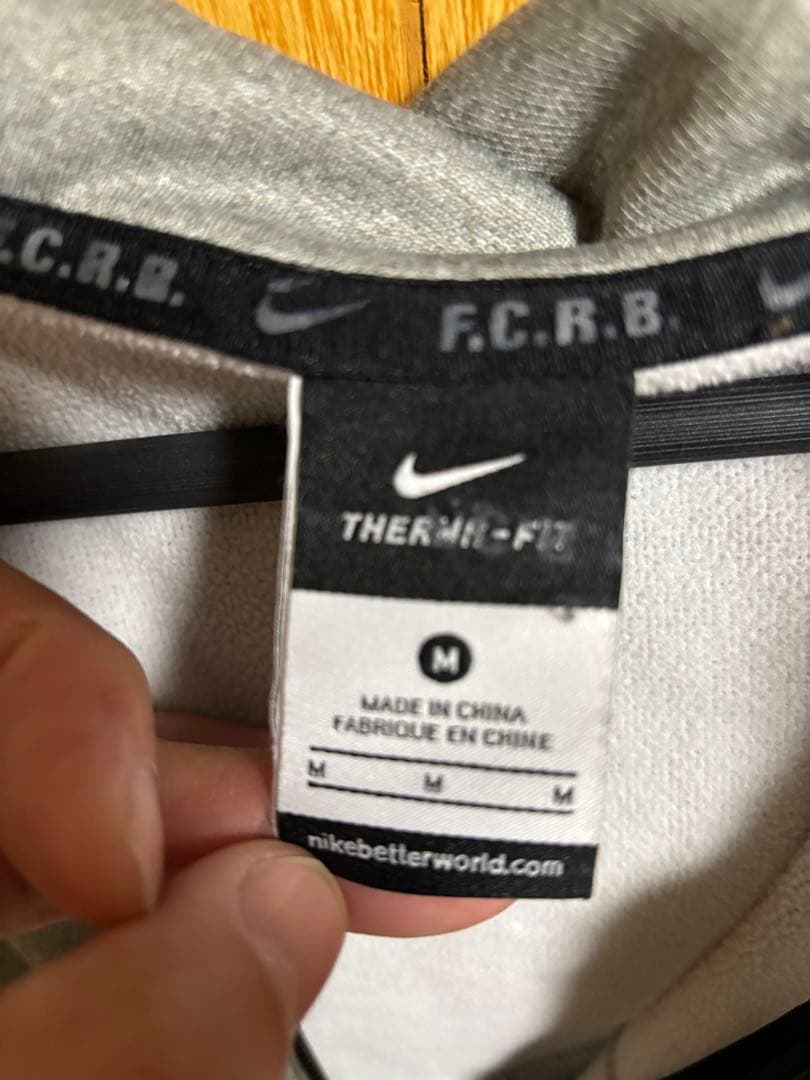 F.C.R.B.
F.C.R.B.
THERMA-FIT
M
MADE IN CHINA
FABRIQUE EN CHINE
M M M
nikebetterworld.com